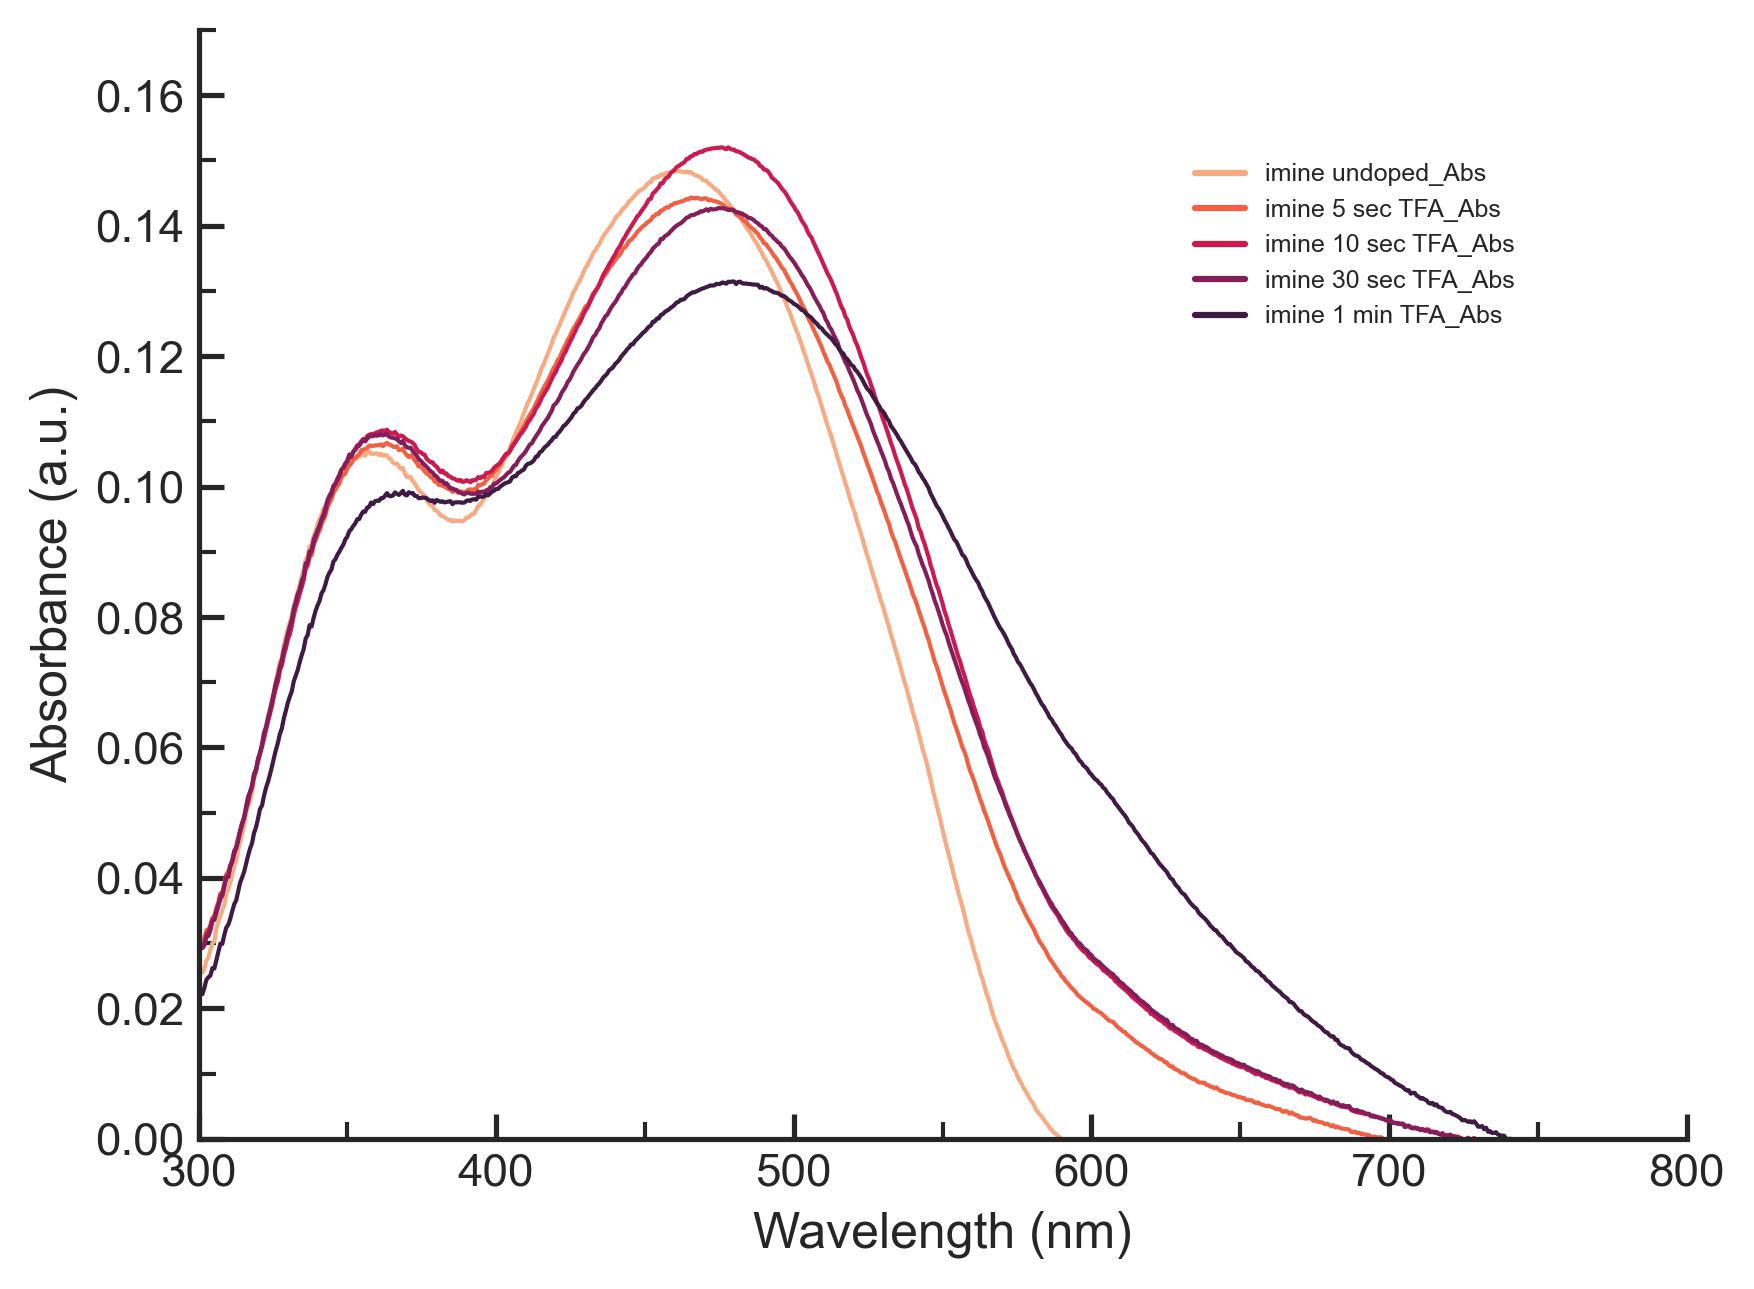 0.16
0.14
0.12
0.10
0.08
0.06
0.04
0.02
0.00
Absorbance (a.u.)
imine undoped_Abs
imine 5 sec TFA_Abs
imine 10 sec TFA_Abs
imine 30 sec TFA_Abs
imine 1 min TFA_Abs
300 400 500 600 700 800
Wavelength (nm)